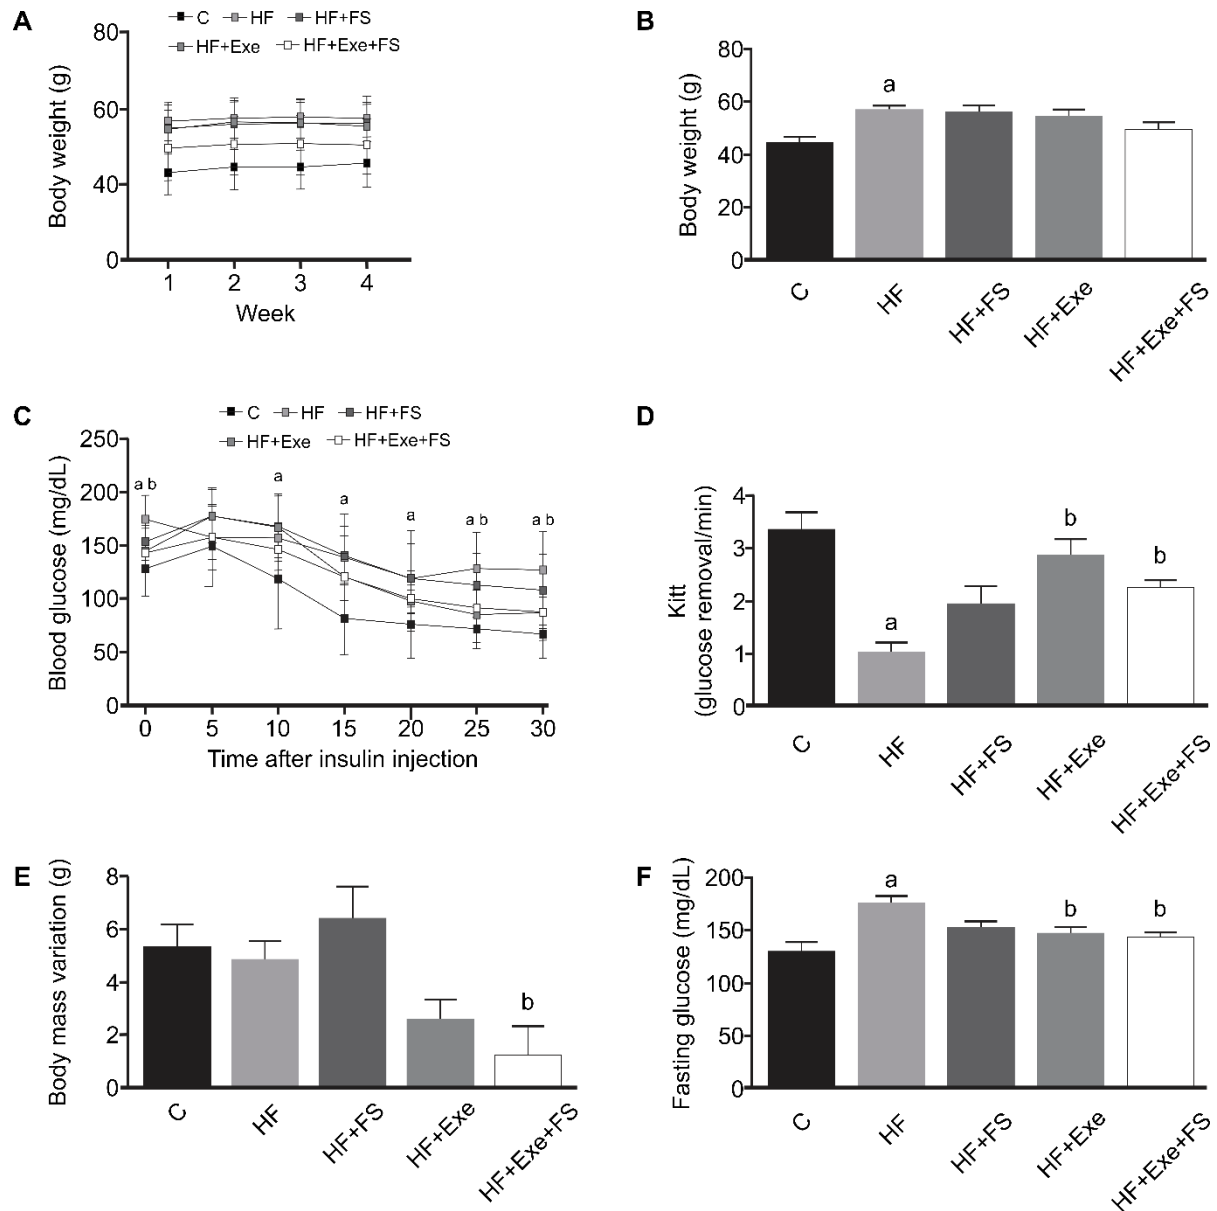 A
C HF HF+FS
HF+Exe HF+Exe+FS
Body weight (g)
80
60
40
0
1 2 3 4
Week
B
Body weight (g)
80
60
40
20
0
a
C HF HF+FS HF+Exe HF+Exe+FS
C
C HF HF+FS
HF+Exe HF+Exe+FS
Blood glucose (mg/dL)
250
200
150
100
50
0
a b a a a a b a b
0 5 10 15 20 25 30
Time after insulin injection
D
Kitt
(glucose removal/min)
4
3
2
1
0
a b b
C HF HF+FS HF+Exe HF+Exe+FS
E
Body mass variation (g)
8
6
4
2
0
b
C HF HF+FS HF+Exe HF+Exe+FS
F
Fasting glucose (mg/dL)
200
150
100
50
0
a b b
C HF HF+FS HF+Exe HF+Exe+FS